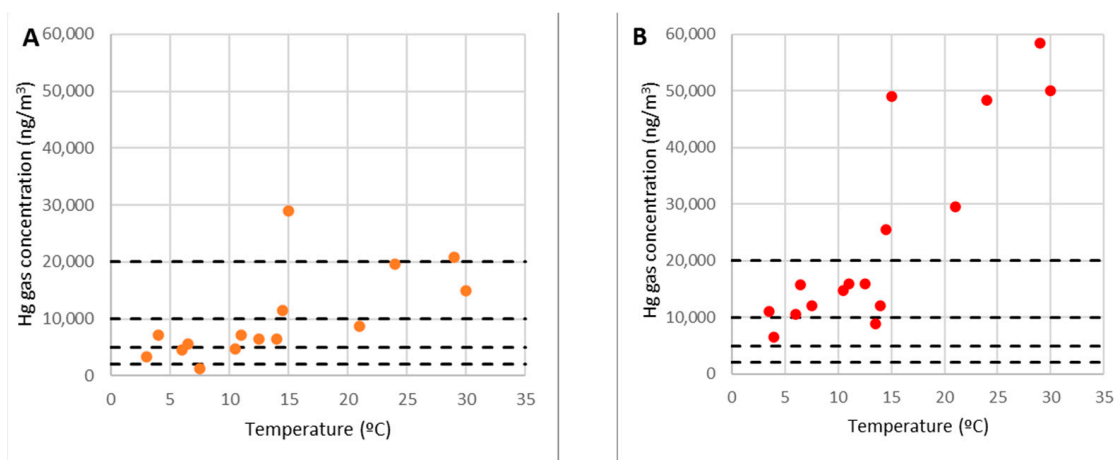 A
Hg gas concentration (ng/m³)
60,000
50,000
40,000
30,000
20,000
10,000
0
0 5 10 15 20 25 30 35
Temperature (ºC)
B
Hg gas concentration (ng/m³)
60,000
50,000
40,000
30,000
20,000
10,000
0
0 5 10 15 20 25 30 35
Temperature (ºC)